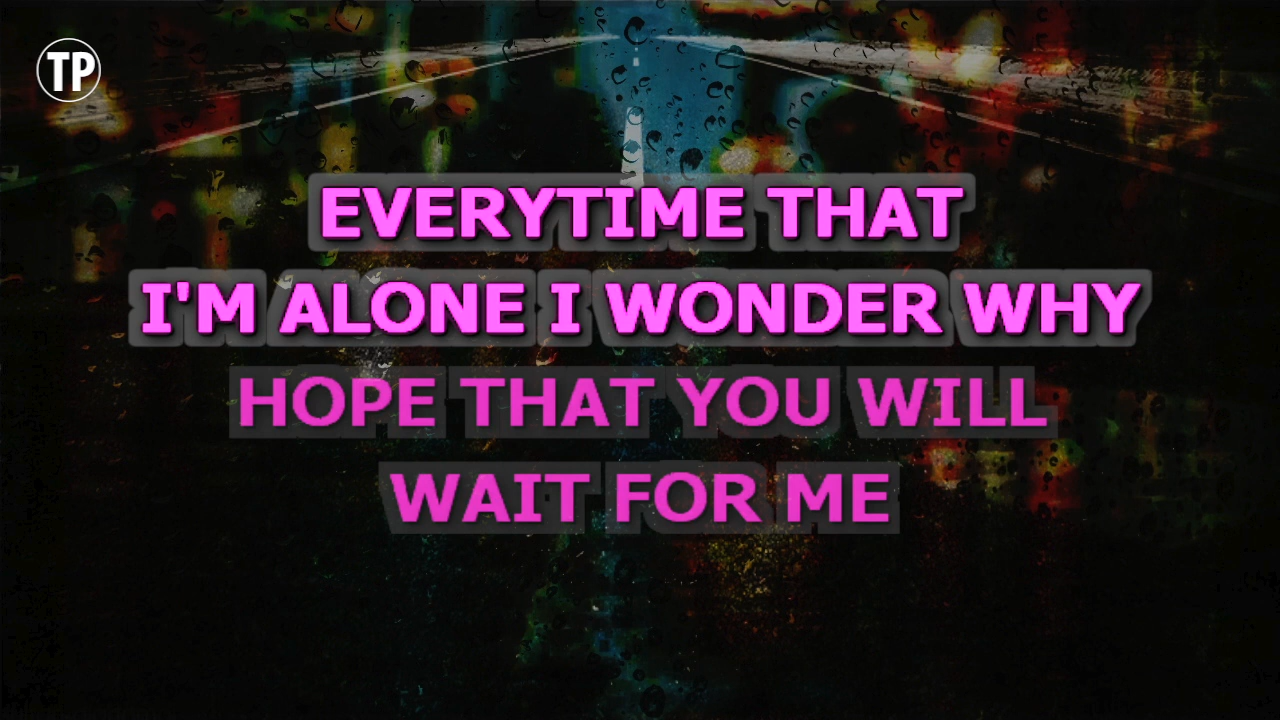 TP
EVERYTIME THAT
I'M ALONE I WONDER WHY
HOPE THAT YOU WILL
WAIT FOR ME